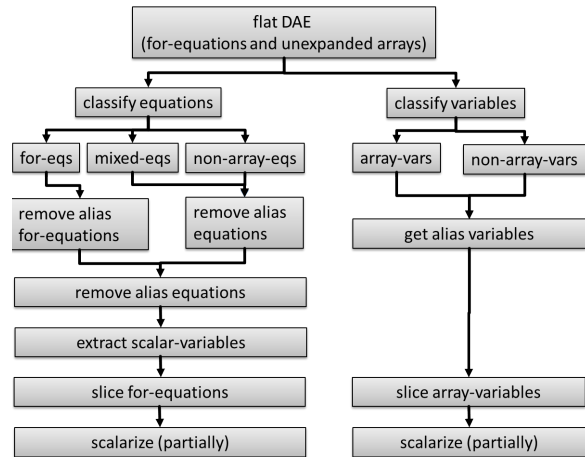 flat DAE
(for-equations and unexpanded arrays)
classify equations
classify variables
for-eqs
mixed-eqs
non-array-eqs
array-vars
non-array-vars
remove alias
for-equations
remove alias
equations
get alias variables
remove alias equations
extract scalar-variables
slice for-equations
slice array-variables
scalarize (partially)
scalarize (partially)